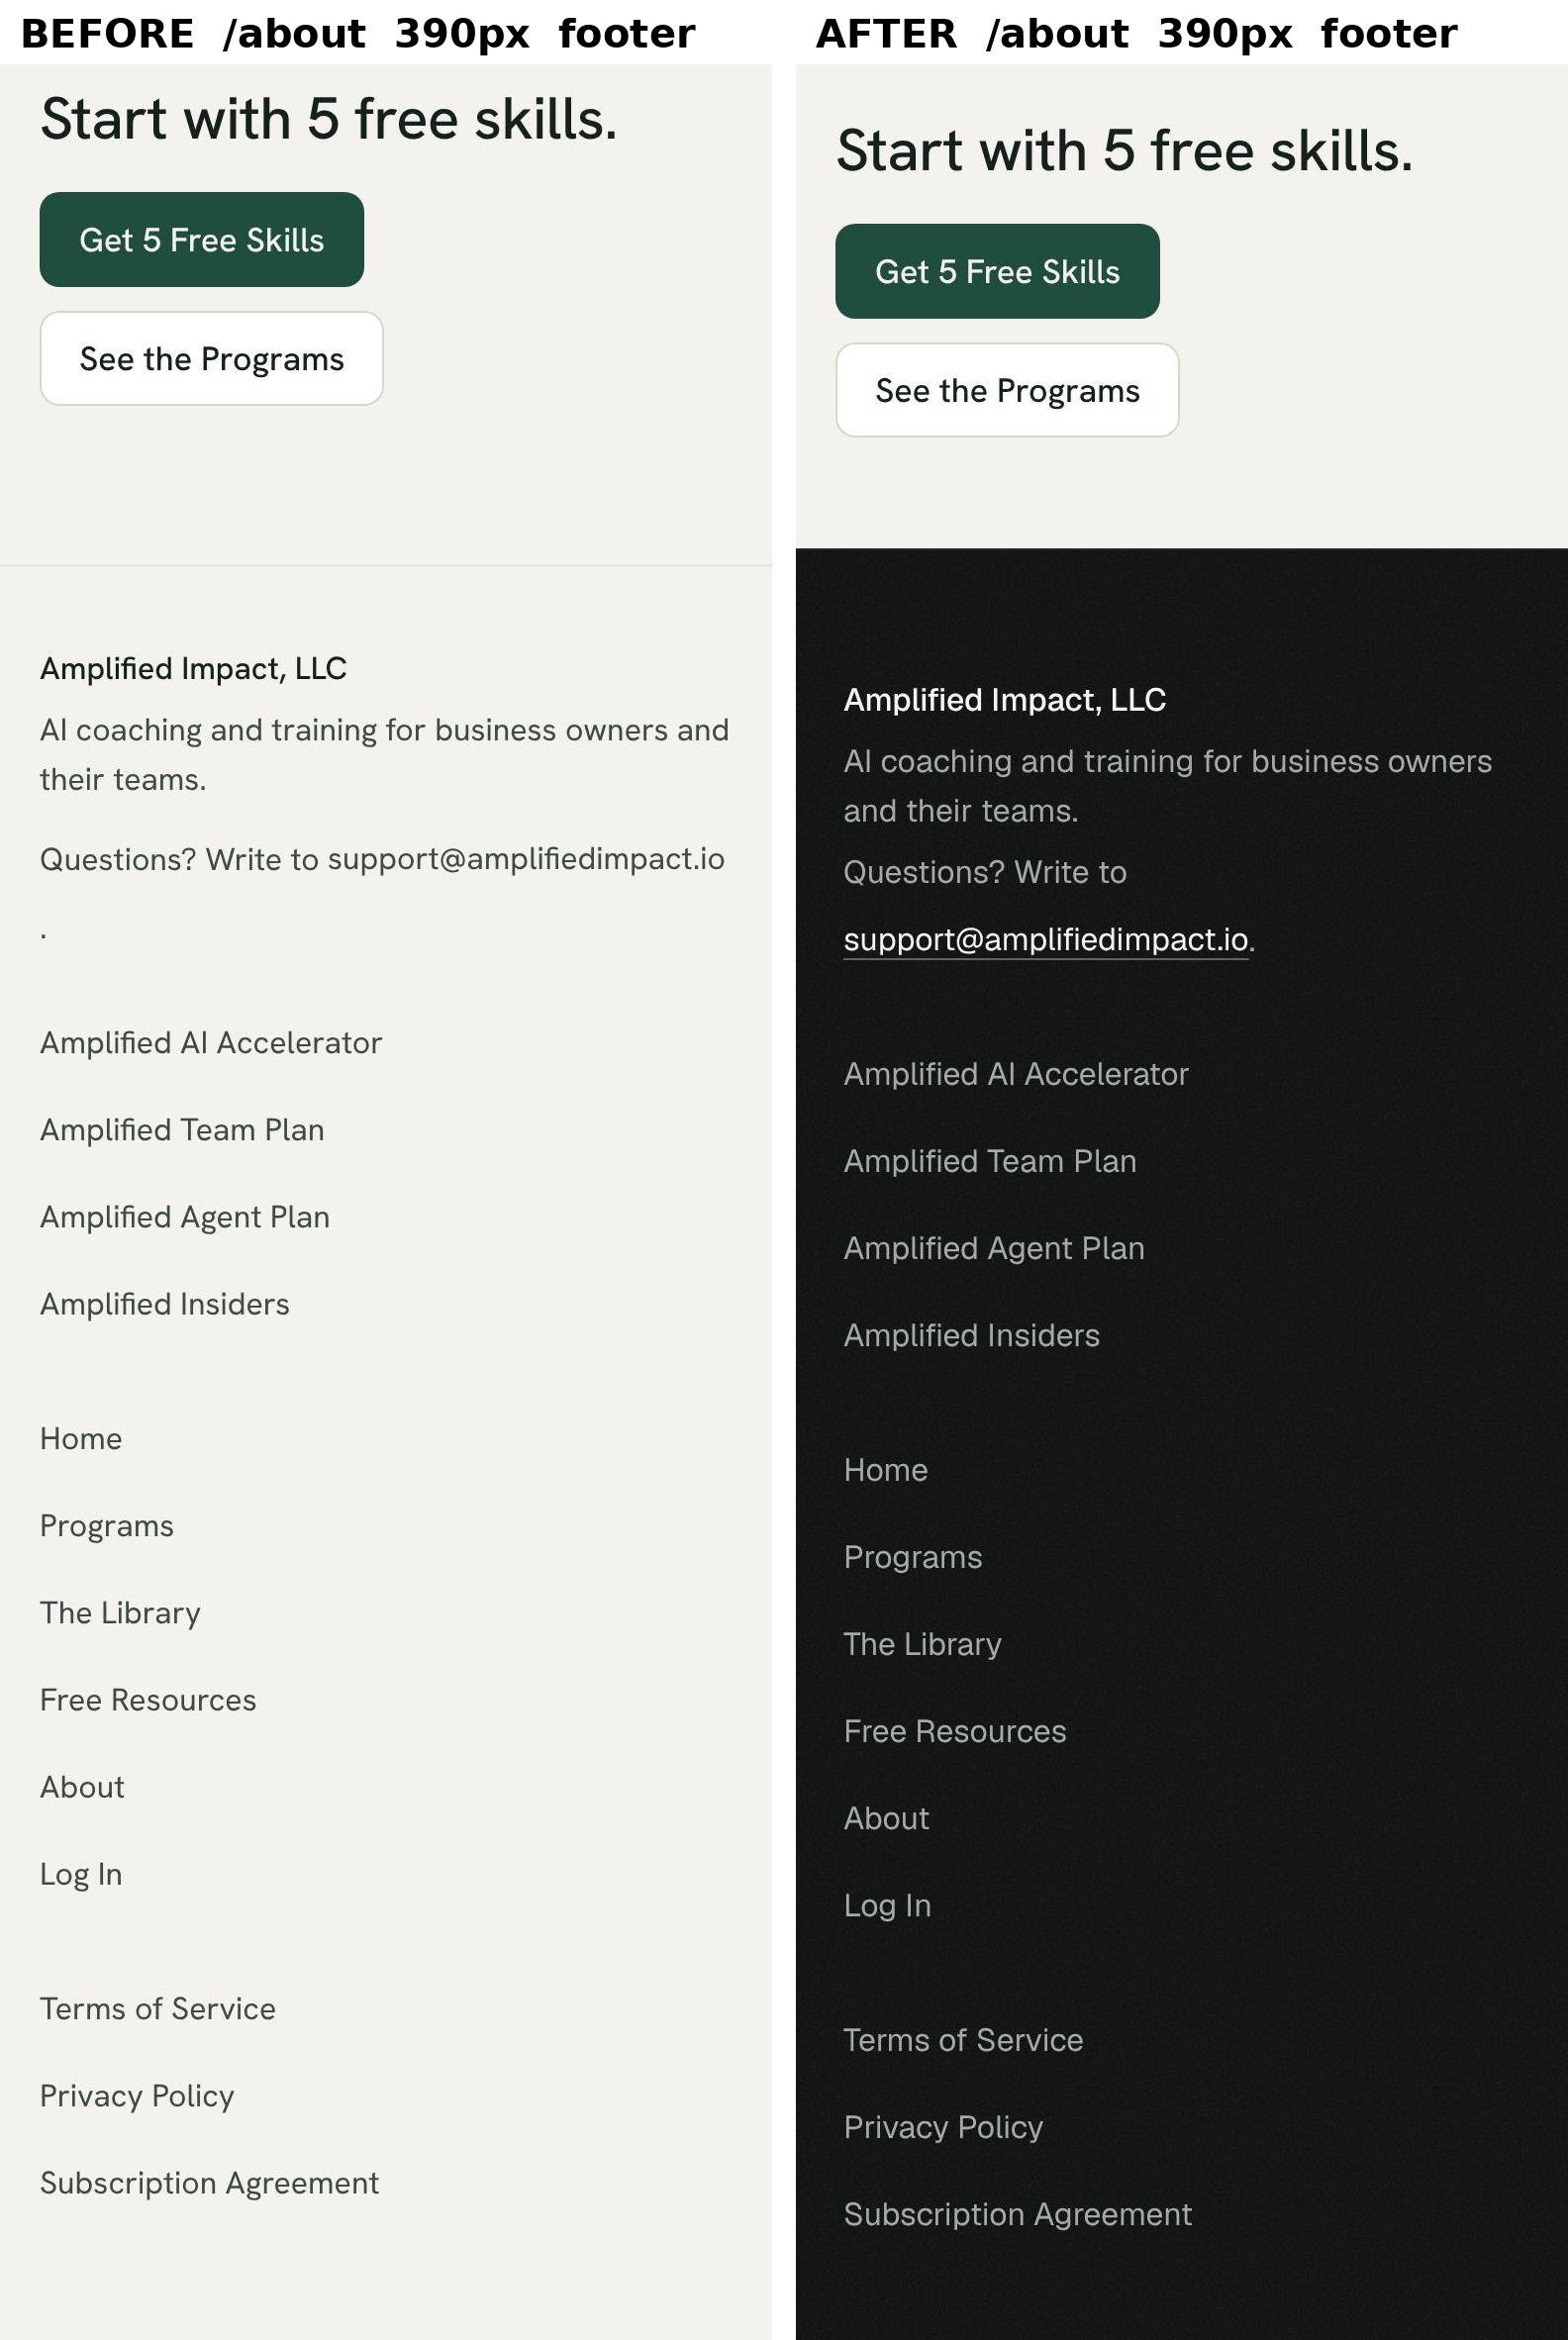 BEFORE /about 390px footer
Start with 5 free skills.
Get 5 Free Skills
See the Programs
Amplified Impact, LLC
AI coaching and training for business owners and
their teams.
Questions? Write to support@amplifiedimpact.io
.
Amplified AI Accelerator
Amplified Team Plan
Amplified Agent Plan
Amplified Insiders
Home
Programs
The Library
Free Resources
About
Log In
Terms of Service
Privacy Policy
Subscription Agreement
AFTER /about 390px footer
Start with 5 free skills.
Get 5 Free Skills
See the Programs
Amplified Impact, LLC
AI coaching and training for business owners
and their teams.
Questions? Write to
support@amplifiedimpact.io.
Amplified AI Accelerator
Amplified Team Plan
Amplified Agent Plan
Amplified Insiders
Home
Programs
The Library
Free Resources
About
Log In
Terms of Service
Privacy Policy
Subscription Agreement